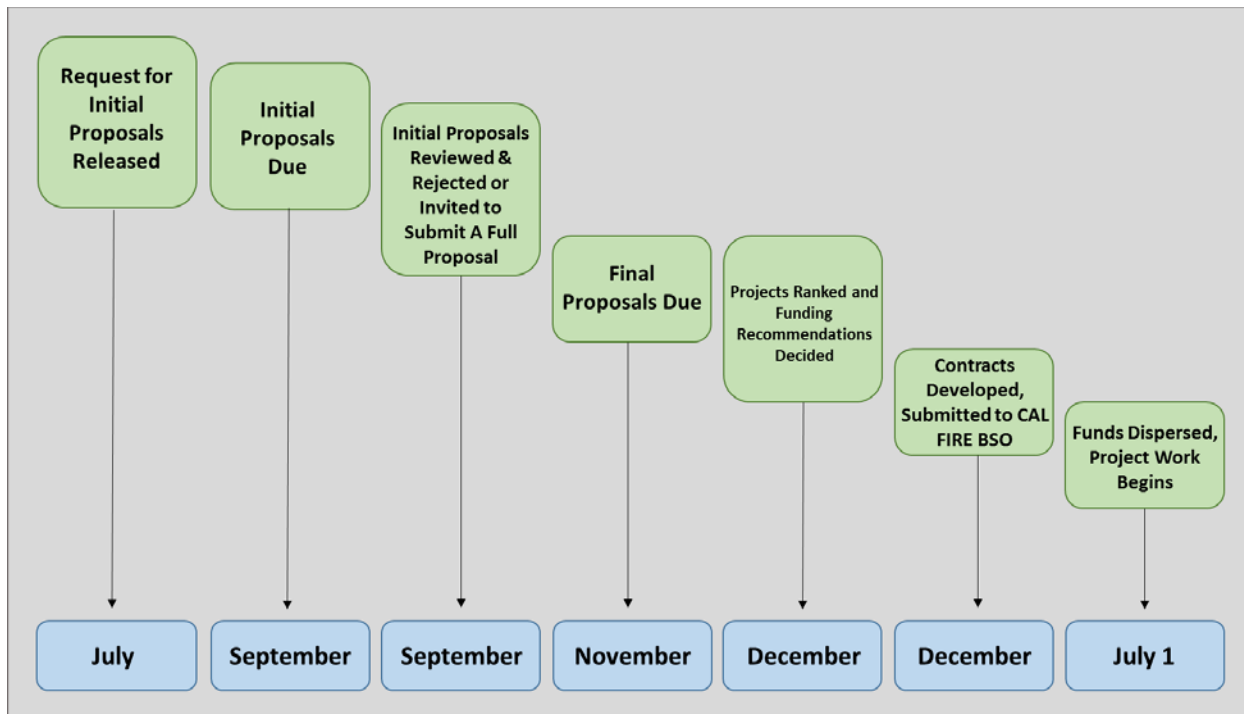 Request for
Initial
Proposals
Released
Initial
Proposals
Due
Initial Proposals
Reviewed &
Rejected or
Invited to
Submit A Full
Proposal
Final
Proposals Due
Projects Ranked and
Funding
Recommendations
Decided
Contracts
Developed,
Submitted to CAL
FIRE BSO
Funds Dispersed,
Project Work
Begins
July
September
September
November
December
December
July 1